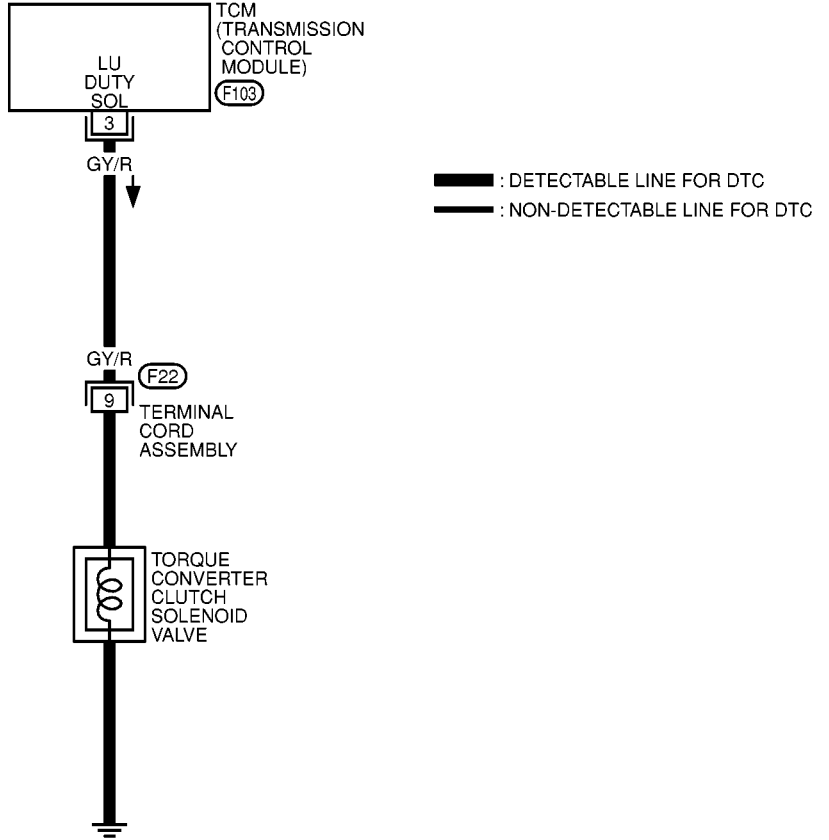 TCM
(TRANSMISSION
CONTROL
MODULE)
F103
LU
DUTY
SOL
3
GY/R
: DETECTABLE LINE FOR DTC
: NON-DETECTABLE LINE FOR DTC
GY/R
F22
9
TERMINAL
CORD
ASSEMBLY
TORQUE
CONVERTER
CLUTCH
SOLENOID
VALVE